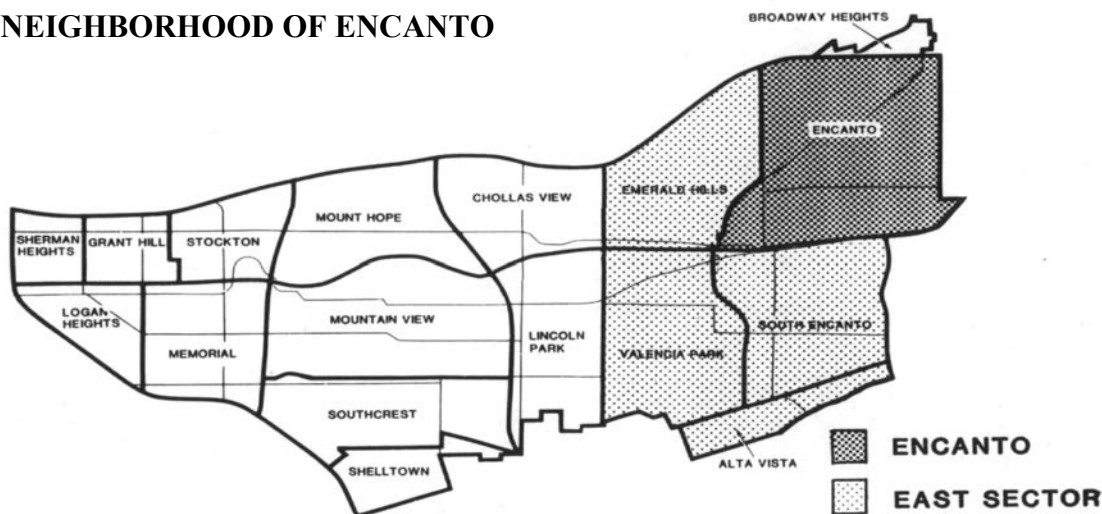 NEIGHBORHOOD OF ENCANTO
BROADWAY HEIGHTS
ENCANTO
EMERALD HILLS
CHOLLAS VIEW
MOUNT HOPE
SHERMAN
HEIGHTS
GRANT HILL
STOCKTON
LOGAN
HEIGHTS
MOUNTAIN VIEW
SOUTH ENCANTO
LINCOLN
PARK
MEMORIAL
VALENCIA PARK
SOUTHCREST
SHELLTOWN
ALTA VISTA
ENCANTO
EAST SECTOR